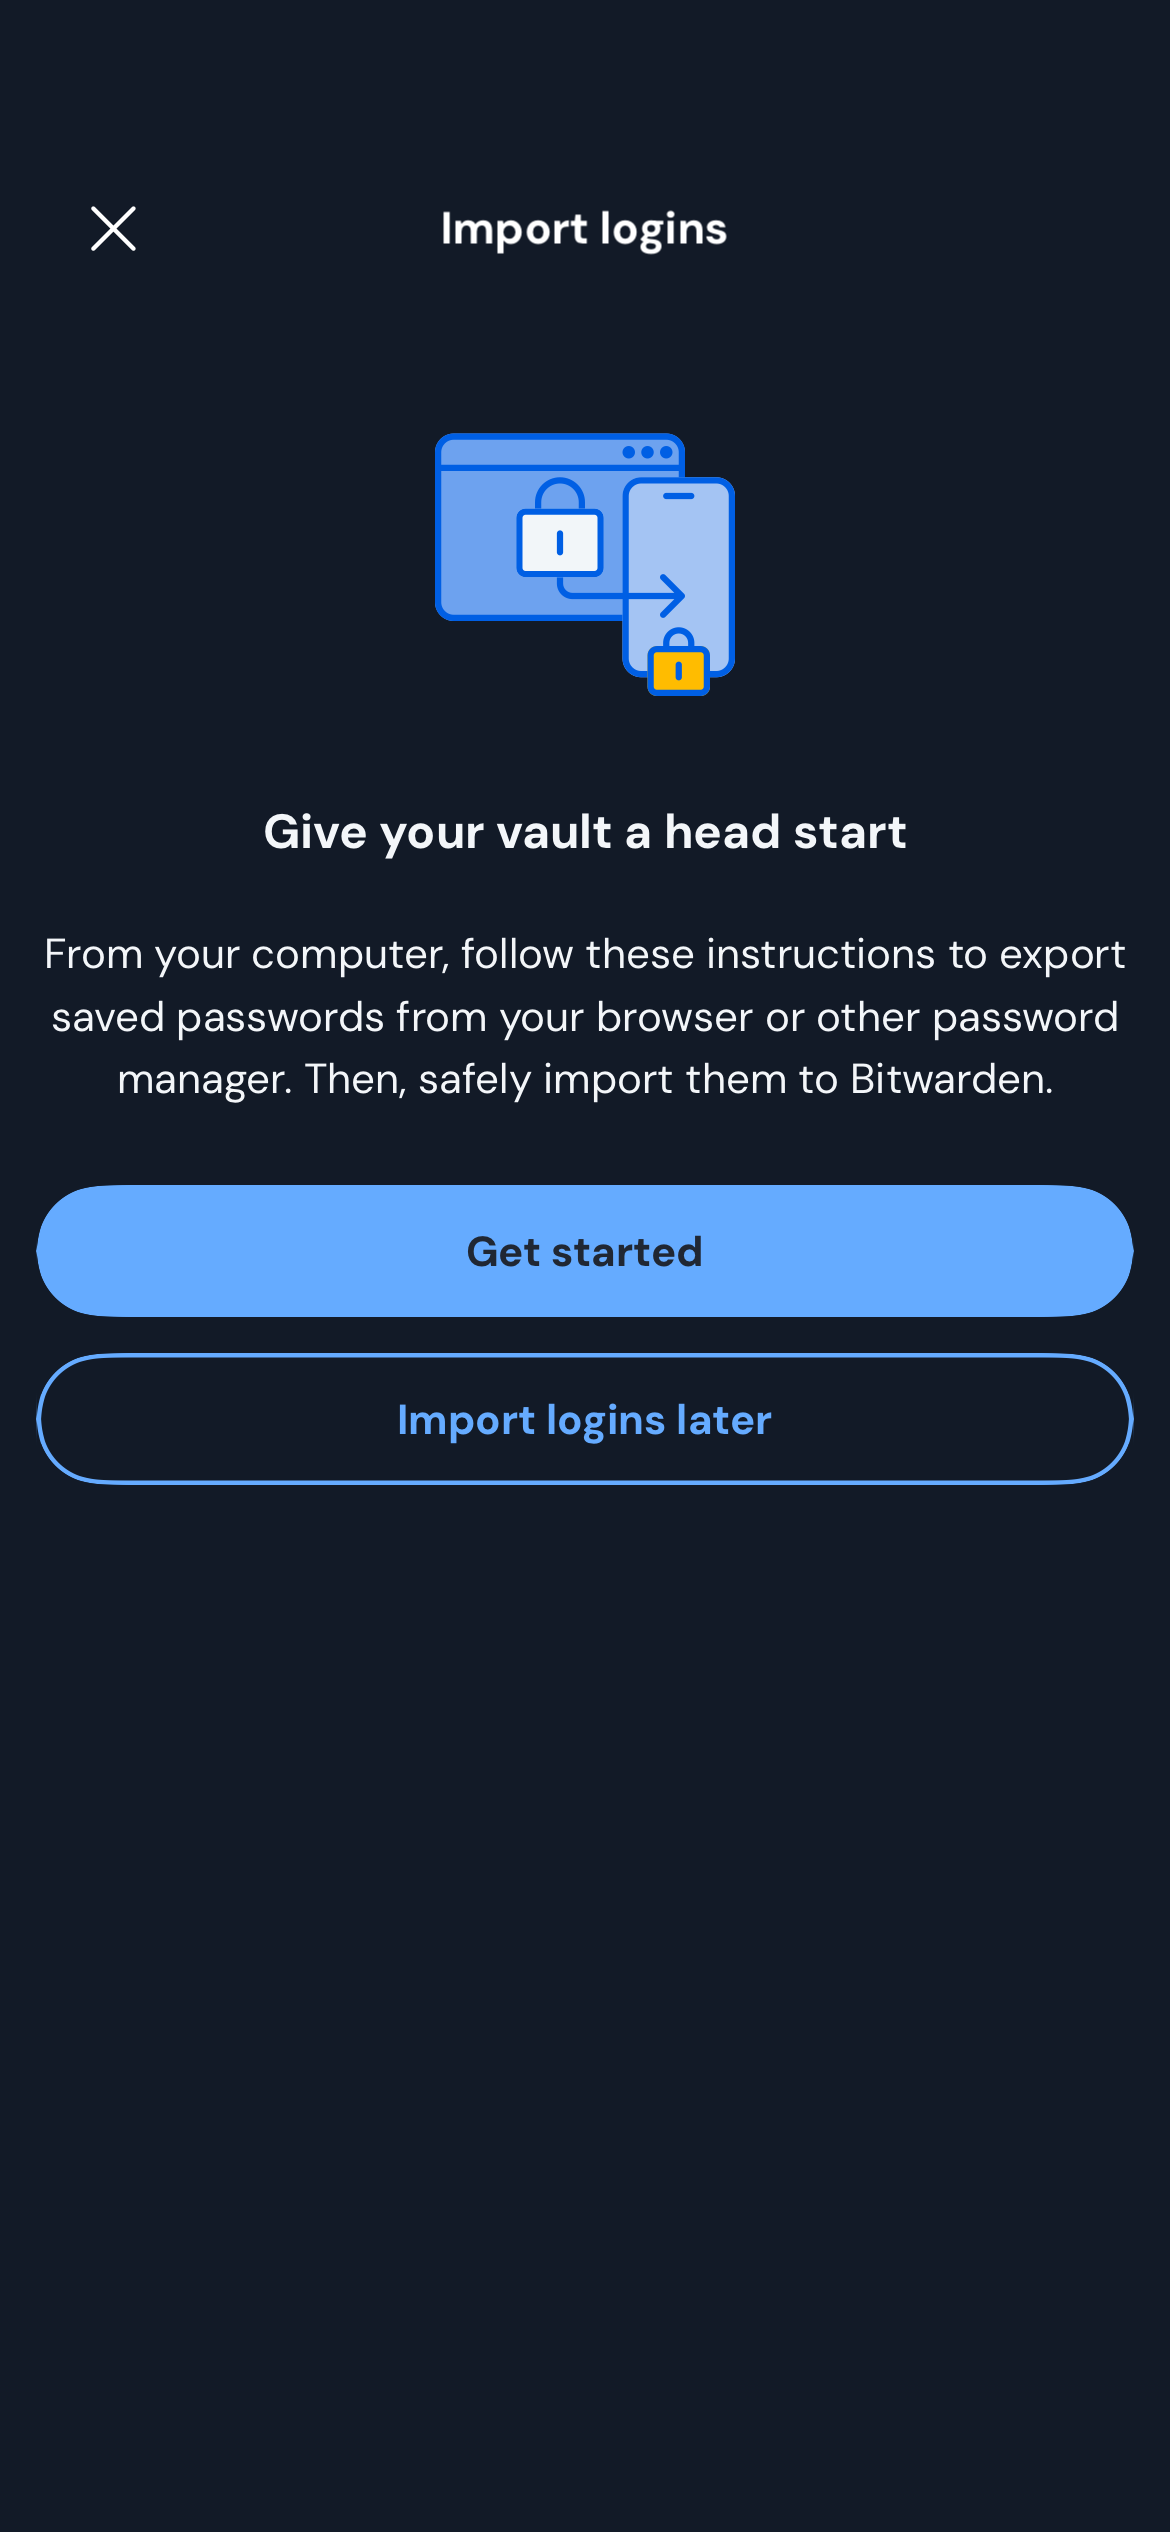 Import logins
Give your vault a head start
From your computer, follow these instructions to export
saved passwords from your browser or other password
manager. Then, safely import them to Bitwarden.
Get started
Import logins later